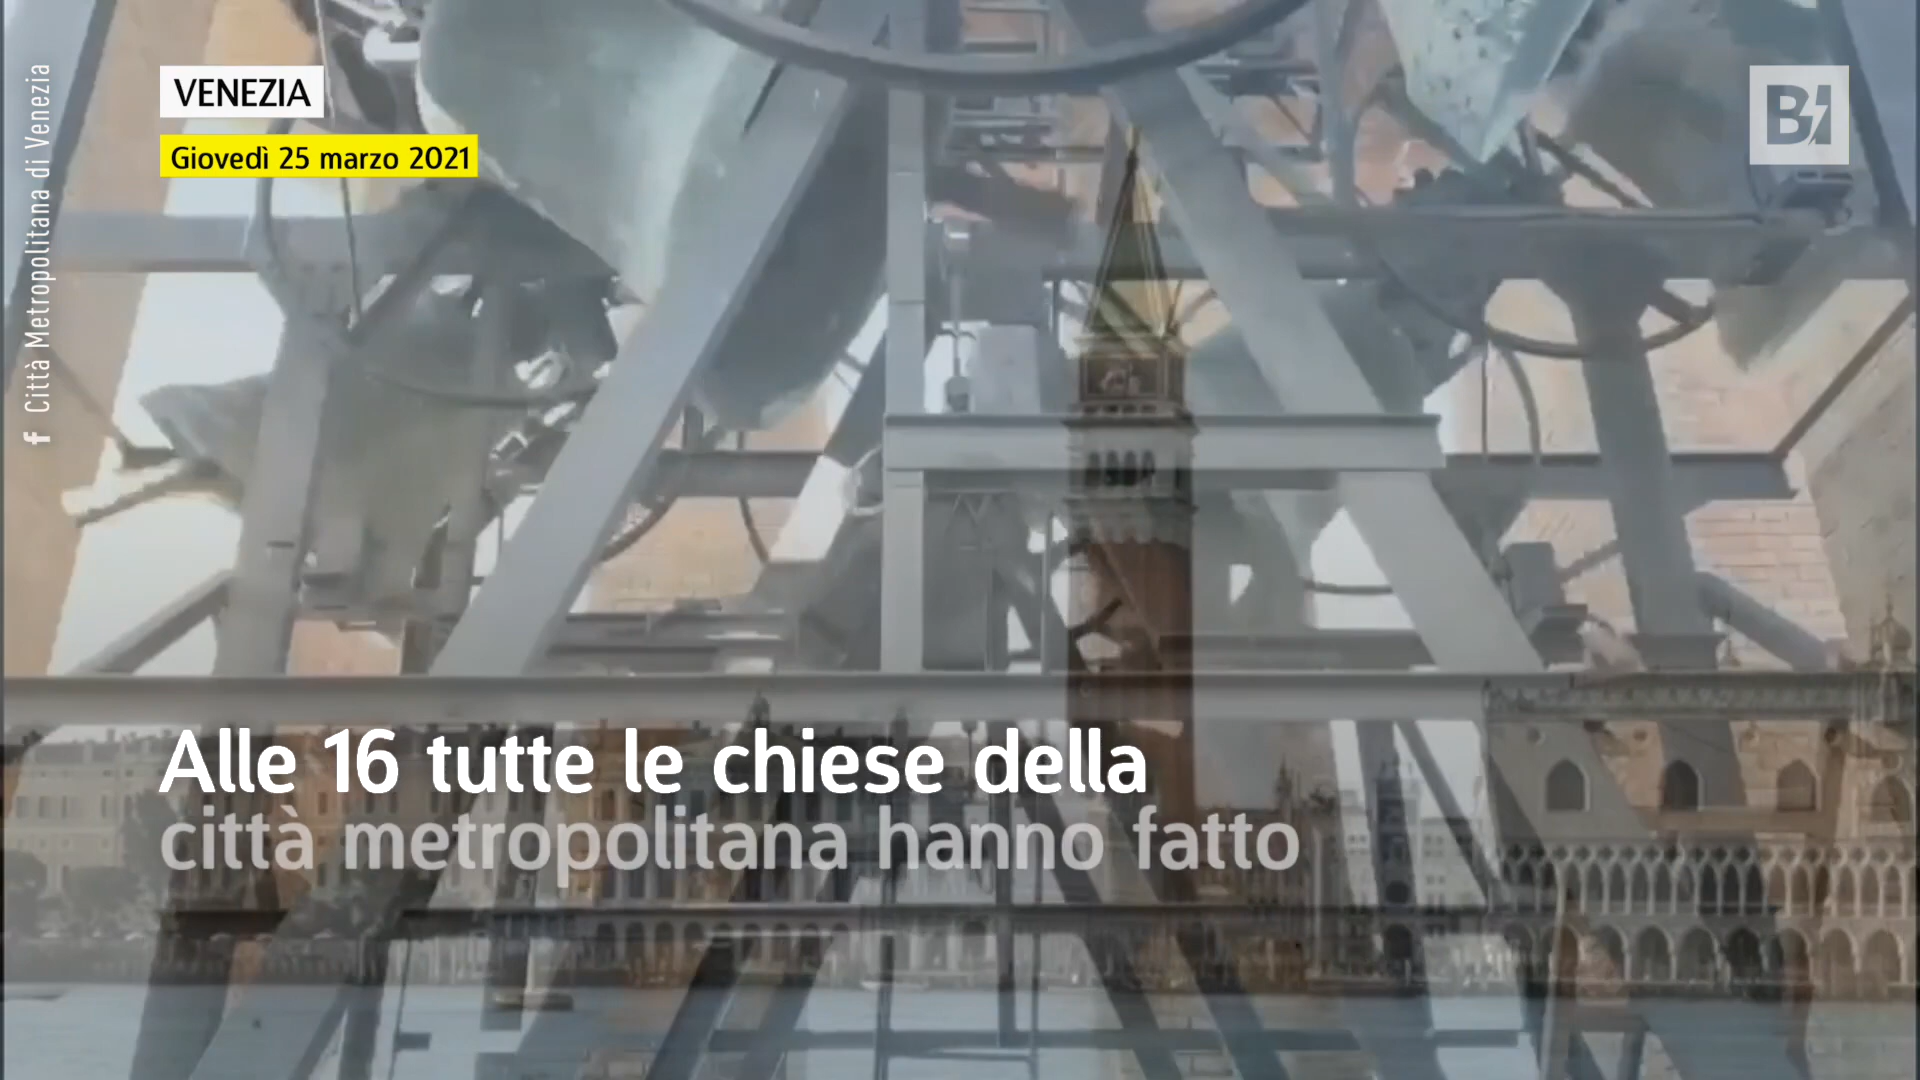 VENEZIA
Giovedì 25 marzo 2021
BI
f Città Metropolitana di Venezia
Alle 16 tutte le chiese della
città metropolitana hanno fatto